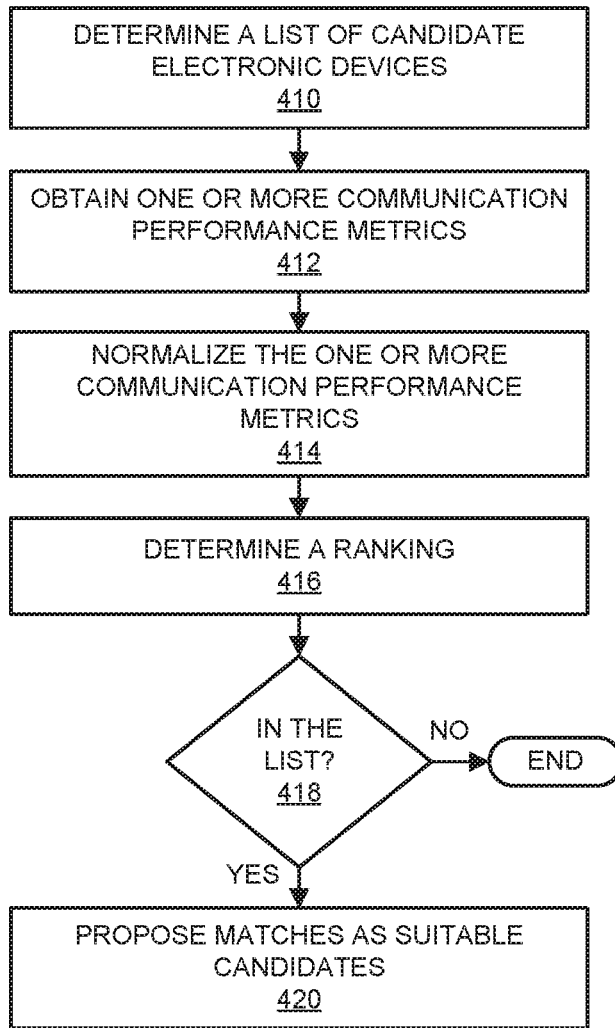 DETERMINE A LIST OF CANDIDATE
ELECTRONIC DEVICES
410
OBTAIN ONE OR MORE COMMUNICATION
PERFORMANCE METRICS
412
NORMALIZE THE ONE OR MORE
COMMUNICATION PERFORMANCE
METRICS
414
DETERMINE A RANKING
416
IN THE
LIST?
418
NO
END
YES
PROPOSE MATCHES AS SUITABLE
CANDIDATES
420